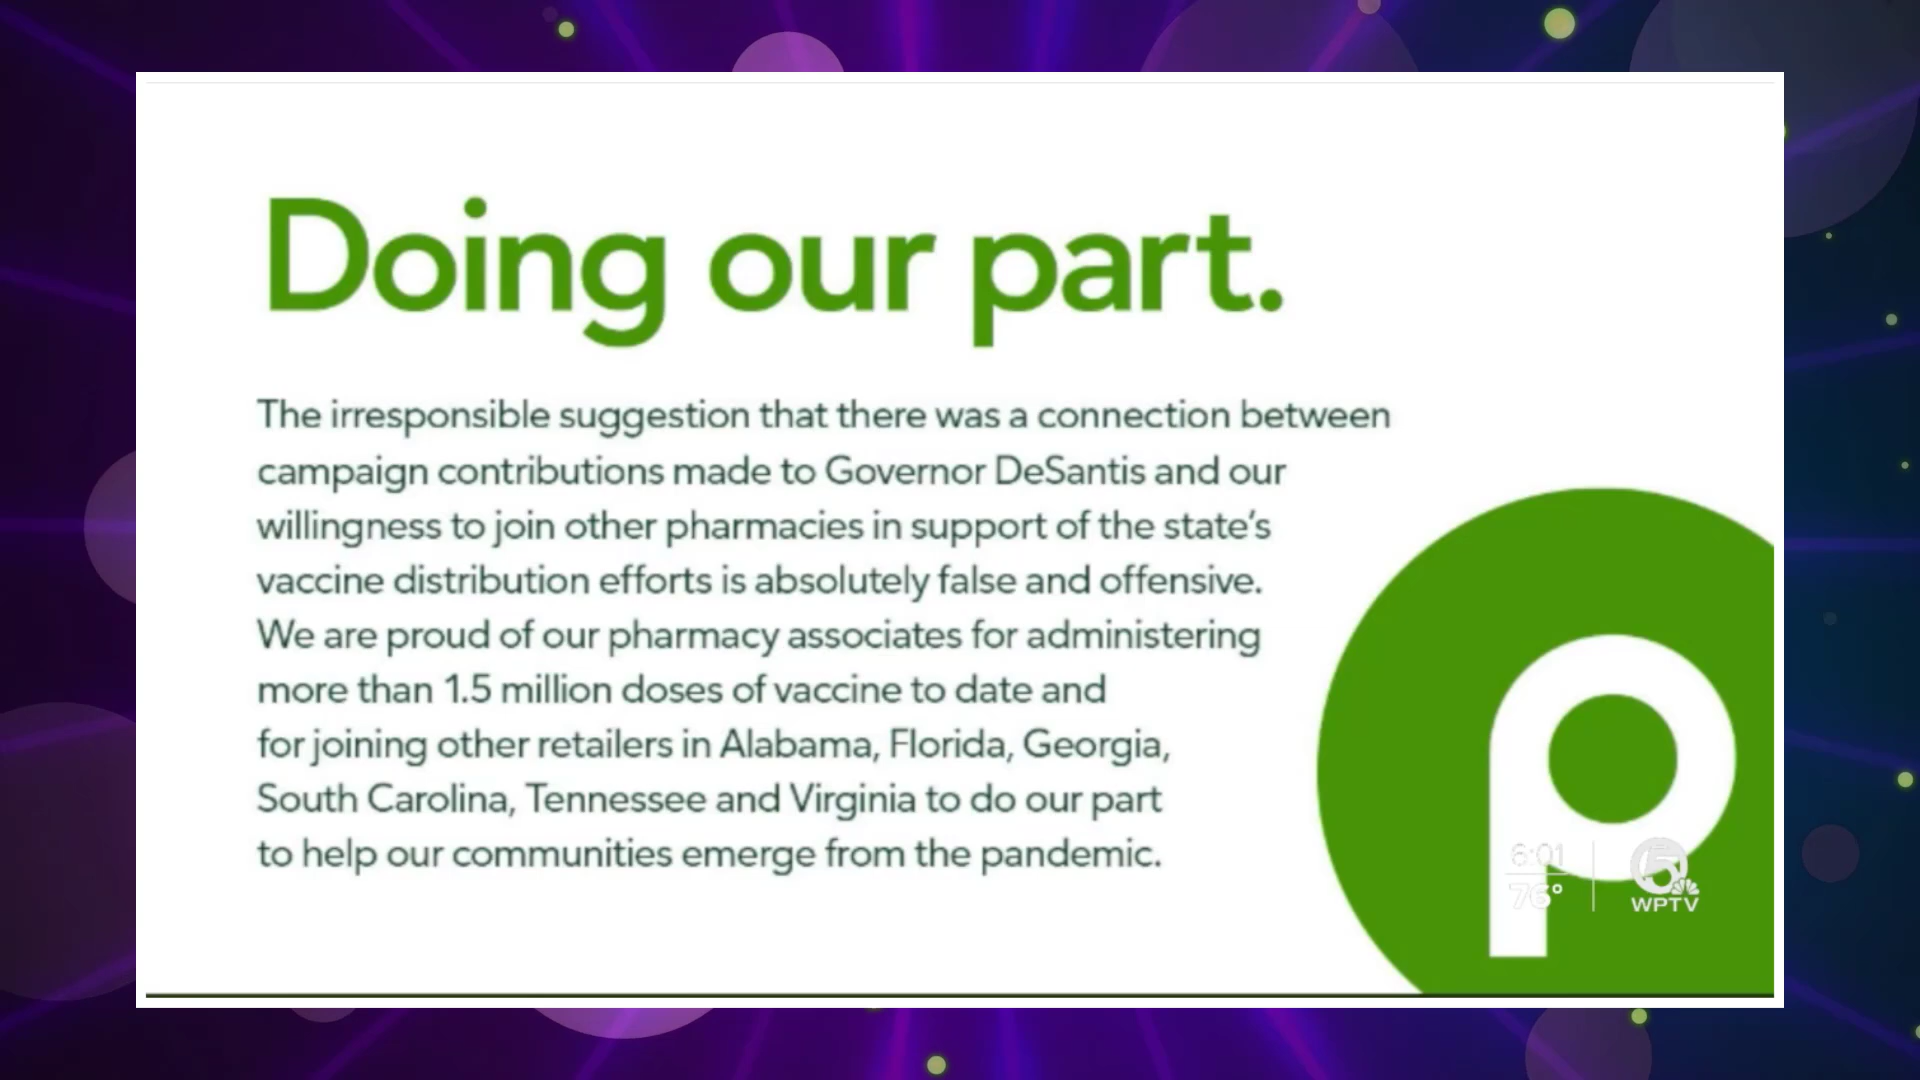 Doing our part.
The irresponsible suggestion that there was a connection between
campaign contributions made to Governor DeSantis and our
willingness to join other pharmacies in support of the state's
vaccine distribution efforts is absolutely false and offensive.
We are proud of our pharmacy associates for administering
more than 1.5 million doses of vaccine to date and
for joining other retailers in Alabama, Florida, Georgia,
South Carolina, Tennessee and Virginia to do our part
to help our communities emerge from the pandemic.
P
6:01
76°
5
WPTV